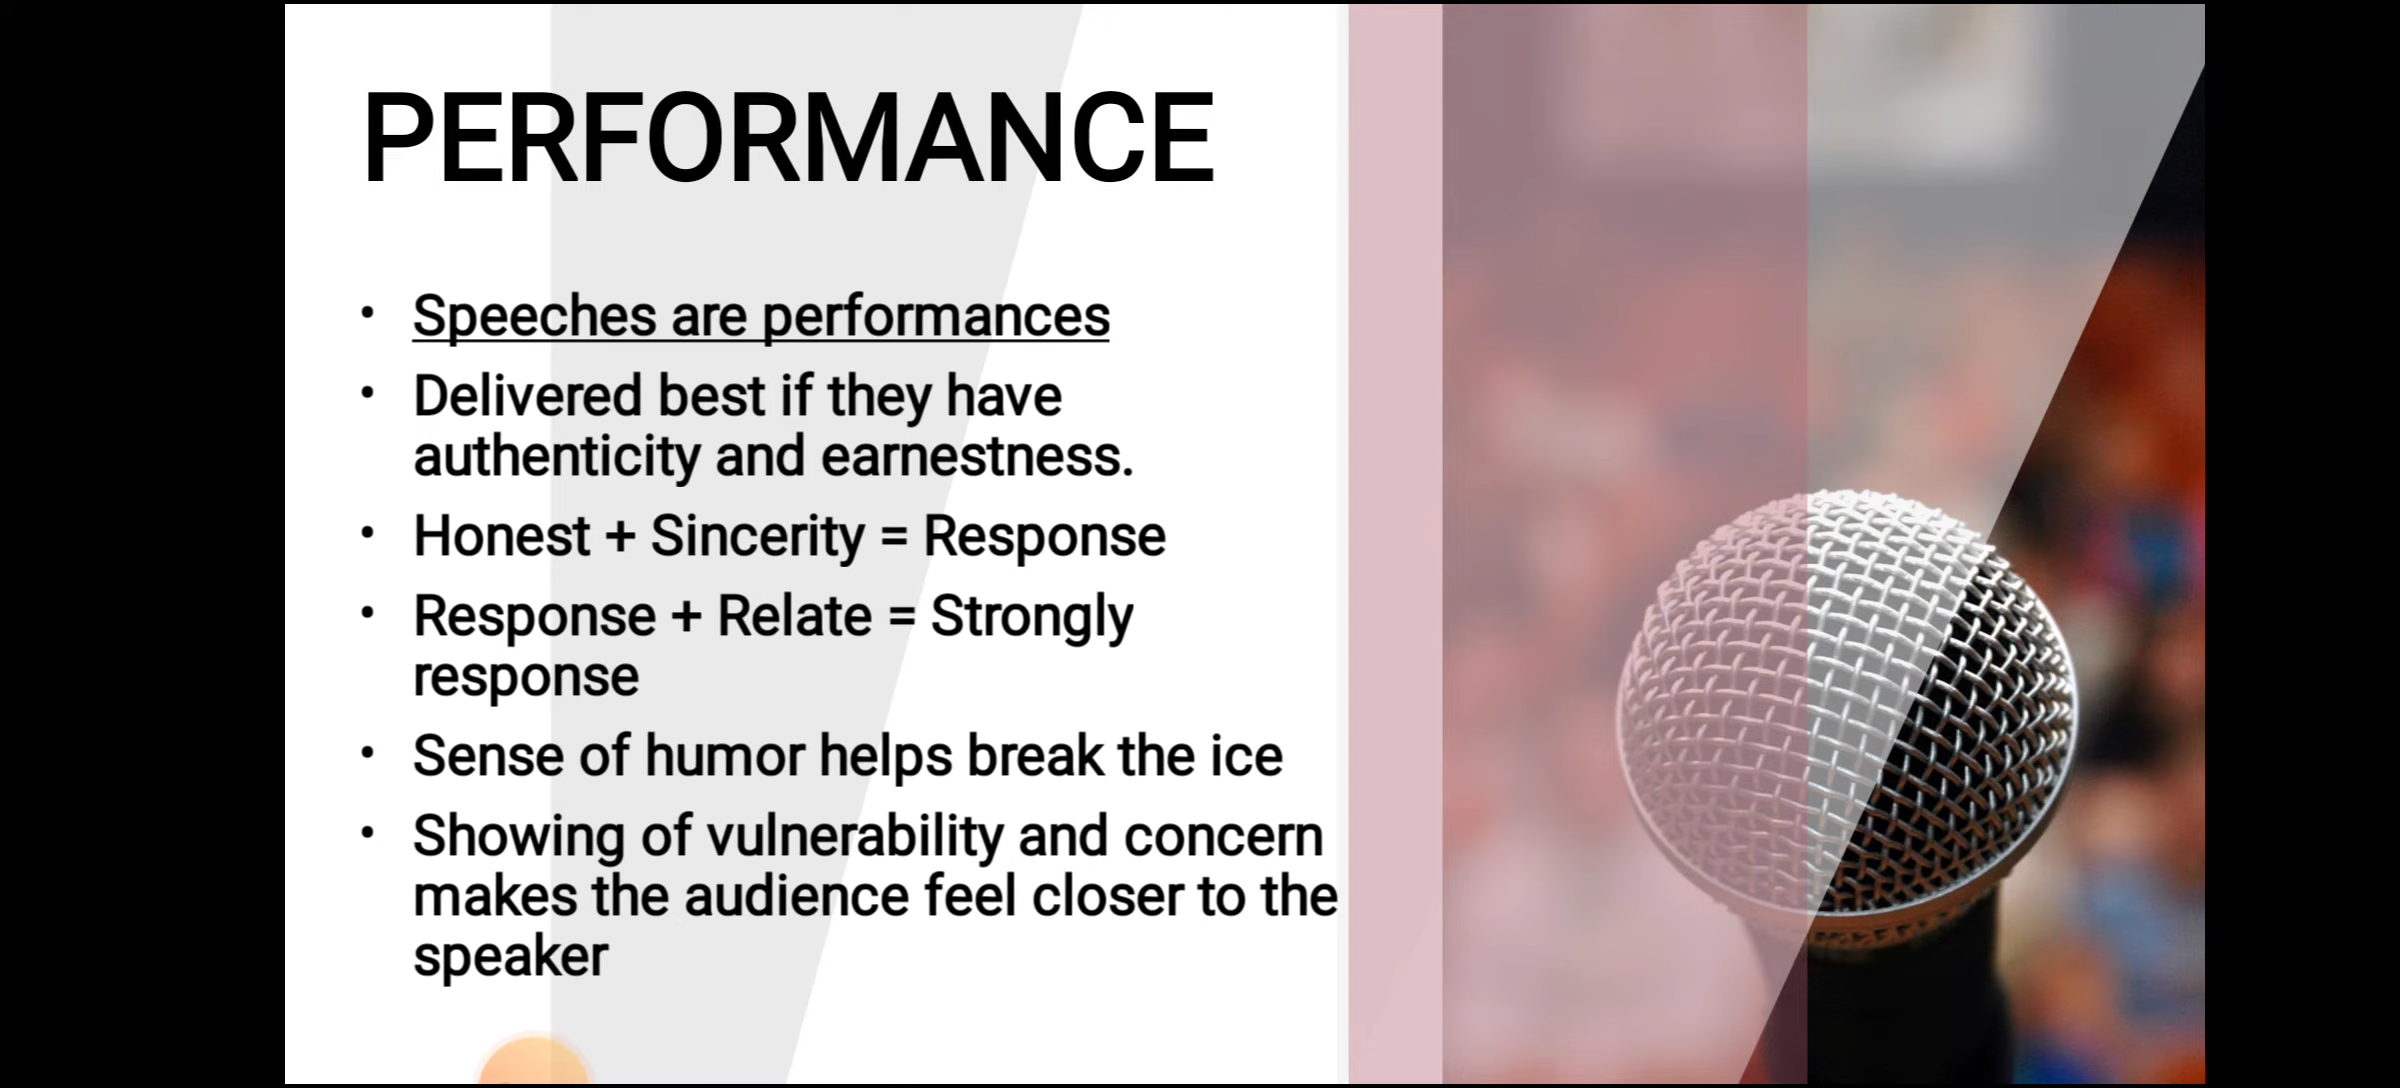 PERFORMANCE
• Speeches are performances
• Delivered best if they have
authenticity and earnestness.
• Honest + Sincerity = Response
• Response + Relate = Strongly
response
• Sense of humor helps break the ice
• Showing of vulnerability and concern
makes the audience feel closer to the
speaker